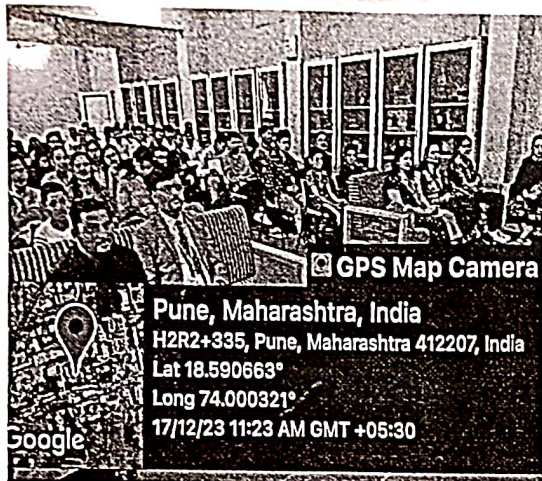 GPS Map Camera
Pune, Maharashtra, India
H2R2+335, Pune, Maharashtra 412207, India
Lat 18.590663°
Long 74.000321°
17/12/23 11:23 AM GMT +05:30
Google